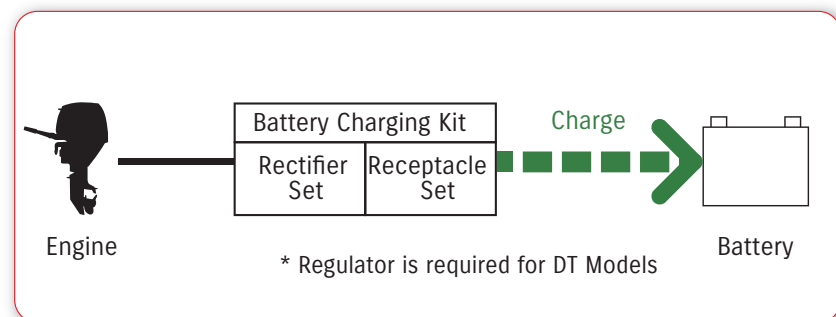 Battery Charging Kit
Charge
Rectifier
Set
Receptacle
Set
Engine
Battery
* Regulator is required for DT Models